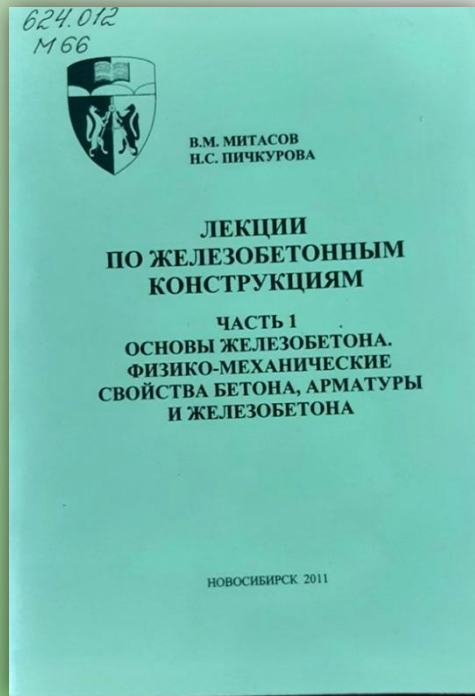 624.012
М 66
В.М. МИТАСОВ
Н.С. ПИЧКУРОВА
ЛЕКЦИИ
ПО ЖЕЛЕЗОБЕТОННЫМ
КОНСТРУКЦИЯМ
ЧАСТЬ 1
ОСНОВЫ ЖЕЛЕЗОБЕТОНА.
ФИЗИКО-МЕХАНИЧЕСКИЕ
СВОЙСТВА БЕТОНА, АРМАТУРЫ
И ЖЕЛЕЗОБЕТОНА
НОВОСИБИРСК 2011